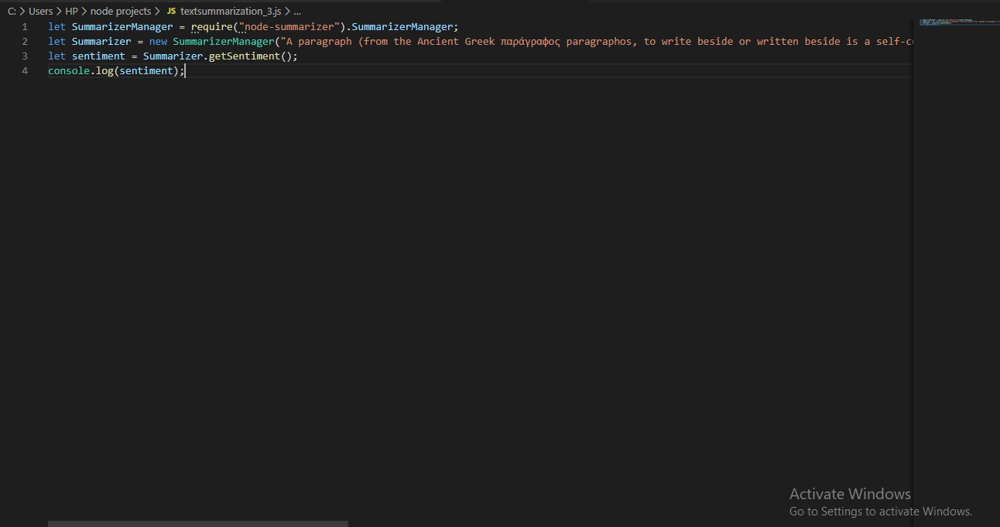 C: > Users > HP > node projects > JS textsummarization_3.js > ...
1 let SummarizerManager = require("node-summarizer").SummarizerManager;
2 let Summarizer = new SummarizerManager("A paragraph (from the Ancient Greek παράγραφος paragraphos, to write beside or written beside is a self-c
3 let sentiment = Summarizer.getSentiment();
4 console.log(sentiment);
Activate Windows
Go to Settings to activate Windows.